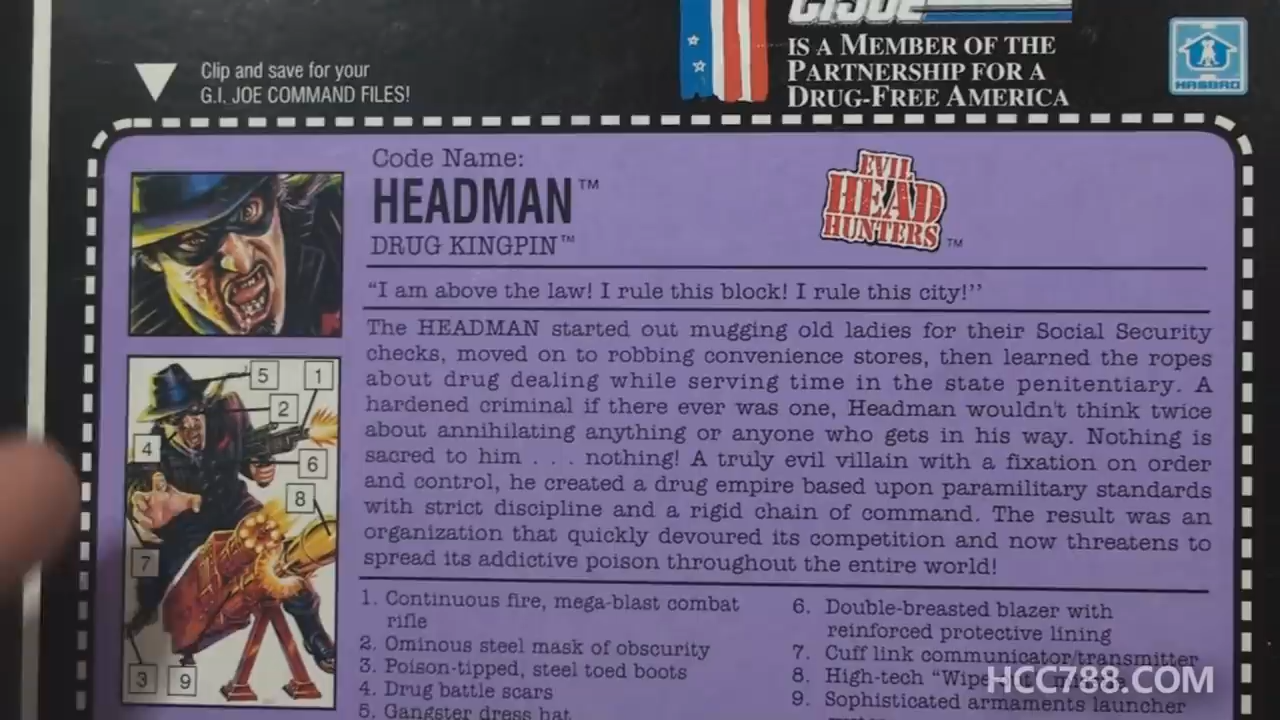 GIJOE
IS A MEMBER OF THE
PARTNERSHIP FOR A
DRUG-FREE AMERICA
HASBRO
Clip and save for your
G.I. JOE COMMAND FILES!
Code Name:
HEADMAN™
DRUG KINGPIN™
EVIL
HEAD
HUNTERS™
“I am above the law! I rule this block! I rule this city!’’
The HEADMAN started out mugging old ladies for their Social Security
checks, moved on to robbing convenience stores, then learned the ropes
about drug dealing while serving time in the state penitentiary. A
hardened criminal if there ever was one, Headman wouldn't think twice
about annihilating anything or anyone who gets in his way. Nothing is
sacred to him . . . nothing! A truly evil villain with a fixation on order
and control, he created a drug empire based upon paramilitary standards
with strict discipline and a rigid chain of command. The result was an
organization that quickly devoured its competition and now threatens to
spread its addictive poison throughout the entire world!
5 1
2
4
6
8
7
3 9
1. Continuous fire, mega-blast combat
rifle
2. Ominous steel mask of obscurity
3. Poison-tipped, steel toed boots
4. Drug battle scars
5. Gangster dress hat
6. Double-breasted blazer with
reinforced protective lining
7. Cuff link communicator/transmitter
8. High-tech
9. Sophisticated armaments launcher
HCC788.COM